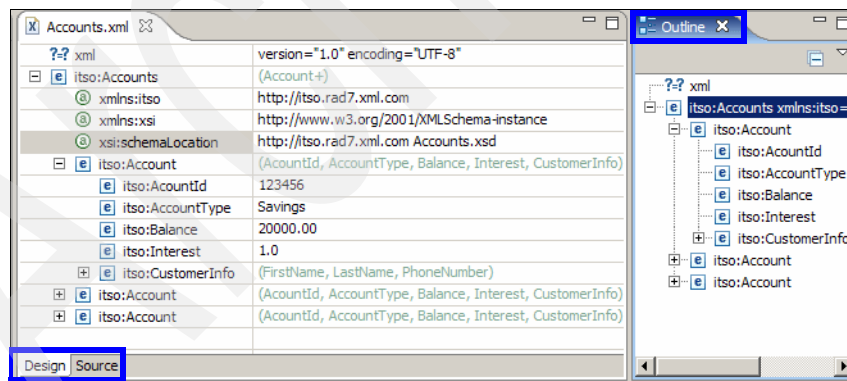 Accounts.xml
?=? xml version="1.0" encoding="UTF-8"
e itso:Accounts (Account+)
a xmlns:itso http://itso.rad7.xml.com
a xmlns:xsi http://www.w3.org/2001/XMLSchema-instance
a xsi:schemaLocation http://itso.rad7.xml.com Accounts.xsd
e itso:Account (AcountId, AccountType, Balance, Interest, CustomerInfo)
e itso:AcountId 123456
e itso:AccountType Savings
e itso:Balance 20000.00
e itso:Interest 1.0
e itso:CustomerInfo (FirstName, LastName, PhoneNumber)
e itso:Account (AcountId, AccountType, Balance, Interest, CustomerInfo)
e itso:Account (AcountId, AccountType, Balance, Interest, CustomerInfo)
Design Source
Outline
?=? xml
e itso:Accounts xmlns:itso=
e itso:Account
e itso:AcountId
e itso:AccountType
e itso:Balance
e itso:Interest
e itso:CustomerInfo
e itso:Account
e itso:Account